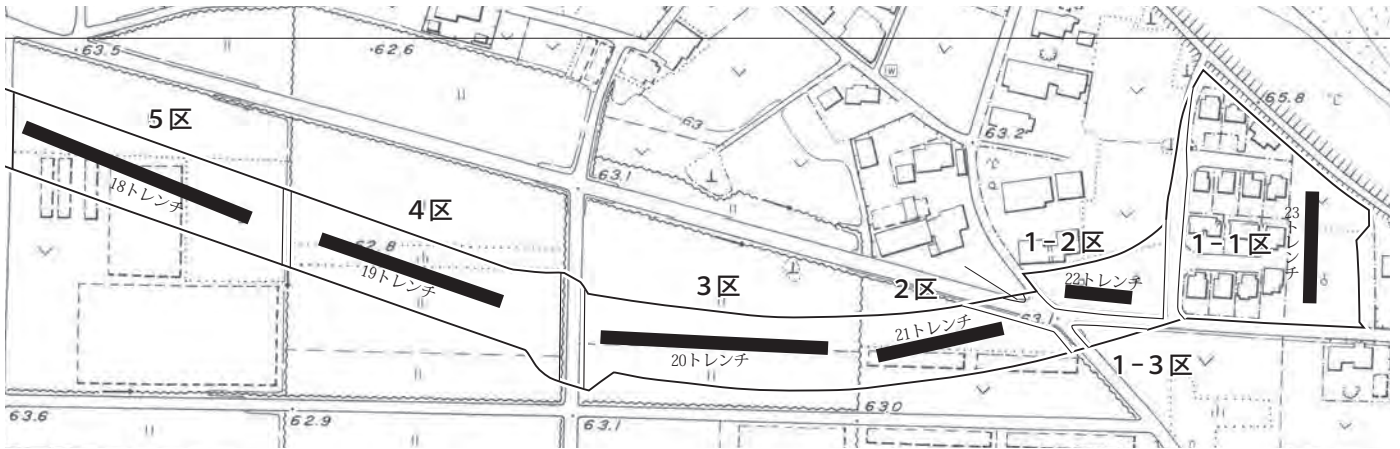 63.5
62.6
65.8
63.2
63
W
63.1
5区
18トレンチ
4区
62.8
19トレンチ
3区
20トレンチ
2区
21トレンチ
1-2区
22トレンチ
63.1
1-1区
23トレンチ
1-3区
63.6
62.9
63.1
630